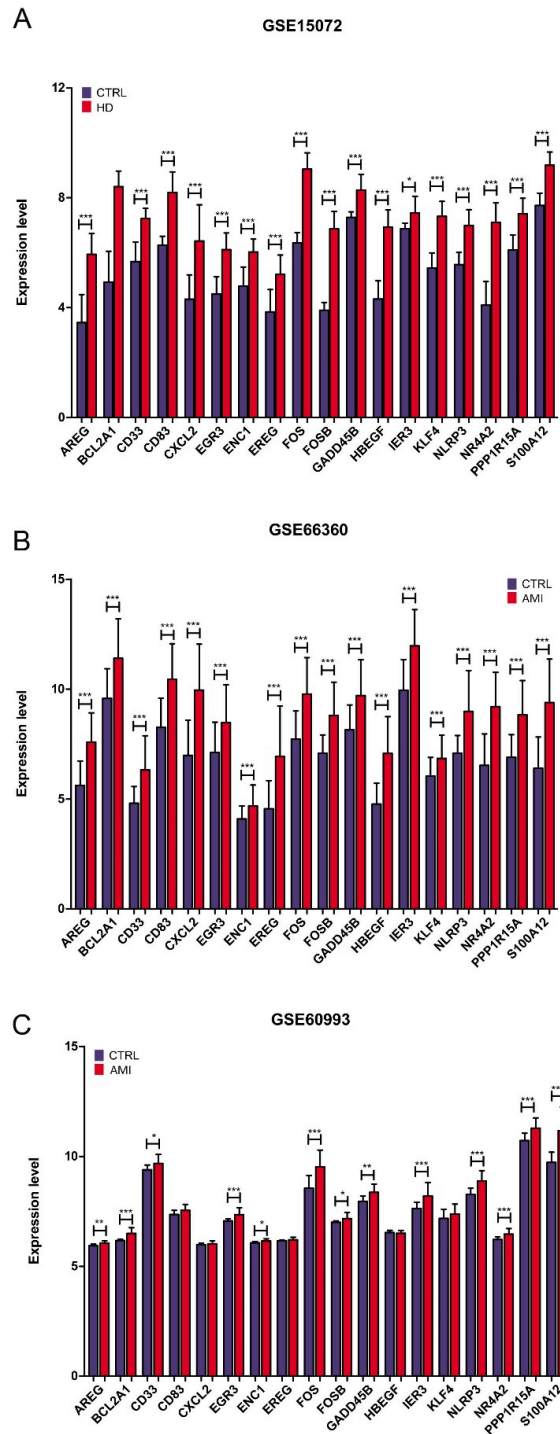 A
GSE15072
CTRL
HD
Expression level
12
8
4
0
*** *** *** *** *** *** *** *** *** *** *** * *** *** *** *** ***
AREG BCL2A1 CD33 CD83 CXCL2 EGR3 ENC1 EREG FOS FOSB GADD45B HBEGF IER3 KLF4 NLRP3 NR4A2 PPP1R15A S100A12
B
GSE66360
CTRL
AMI
Expression level
15
10
5
0
*** *** *** *** *** *** *** *** *** *** *** *** *** *** *** *** *** ***
AREG BCL2A1 CD33 CD83 CXCL2 EGR3 ENC1 EREG FOS FOSB GADD45B HBEGF IER3 KLF4 NLRP3 NR4A2 PPP1R15A S100A12
C
GSE60993
CTRL
AMI
Expression level
15
10
5
0
** *** * *** * *** * ** *** *** *** ***
AREG BCL2A1 CD33 CD83 CXCL2 EGR3 ENC1 EREG FOS FOSB GADD45B HBEGF IER3 KLF4 NLRP3 NR4A2 PPP1R15A S100A12